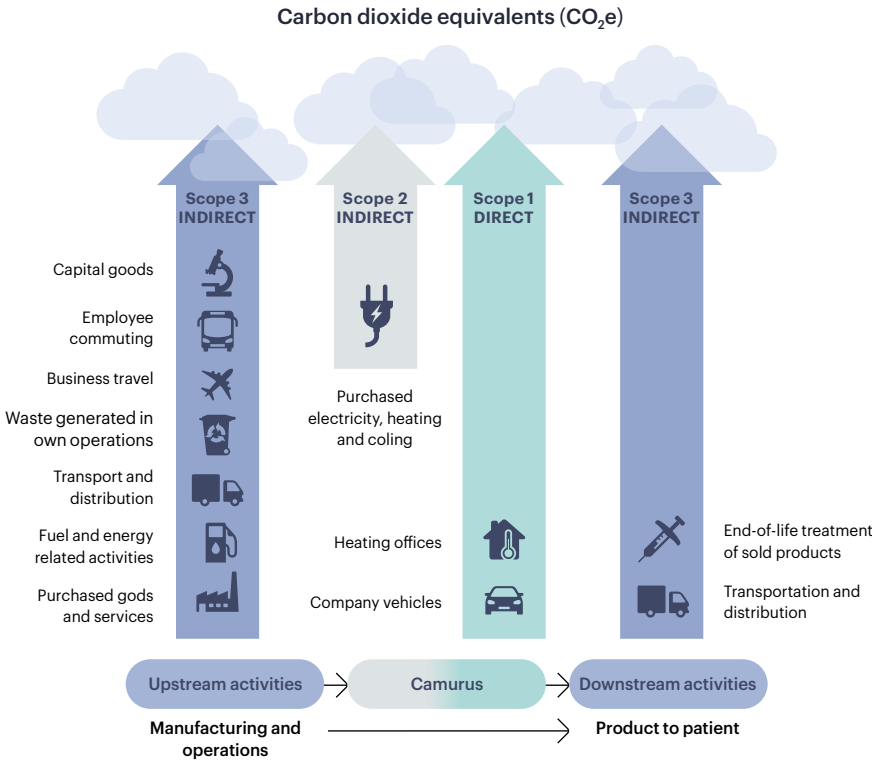 Carbon dioxide equivalents (CO₂e)
Scope 3
INDIRECT
Scope 2
INDIRECT
Scope 1
DIRECT
Scope 3
INDIRECT
Capital goods
Employee
commuting
Business travel
Waste generated in
own operations
Transport and
distribution
Fuel and energy
related activities
Purchased gods
and services
Purchased
electricity, heating
and coling
Heating offices
Company vehicles
End-of-life treatment
of sold products
Transportation and
distribution
Upstream activities
Camurus
Downstream activities
Manufacturing and
operations
Product to patient